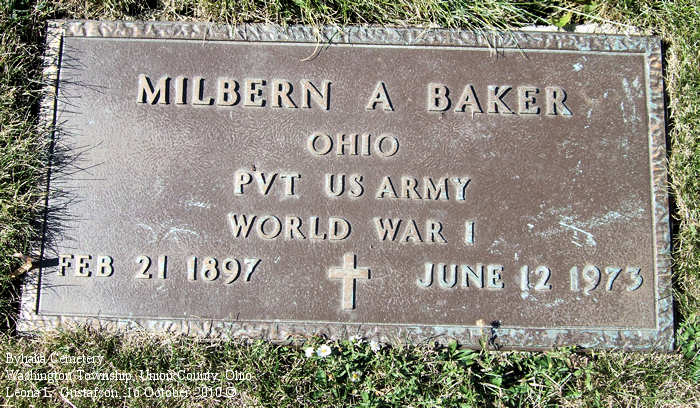 MILBERN A BAKER
OHIO
PVT US ARMY
WORLD WAR I
FEB 21 1897 JUNE 12 1973
Byhalia Cemetery
Washington Township, Union County, Ohio
Leona L. Gustafson, 16 October 2010 ©